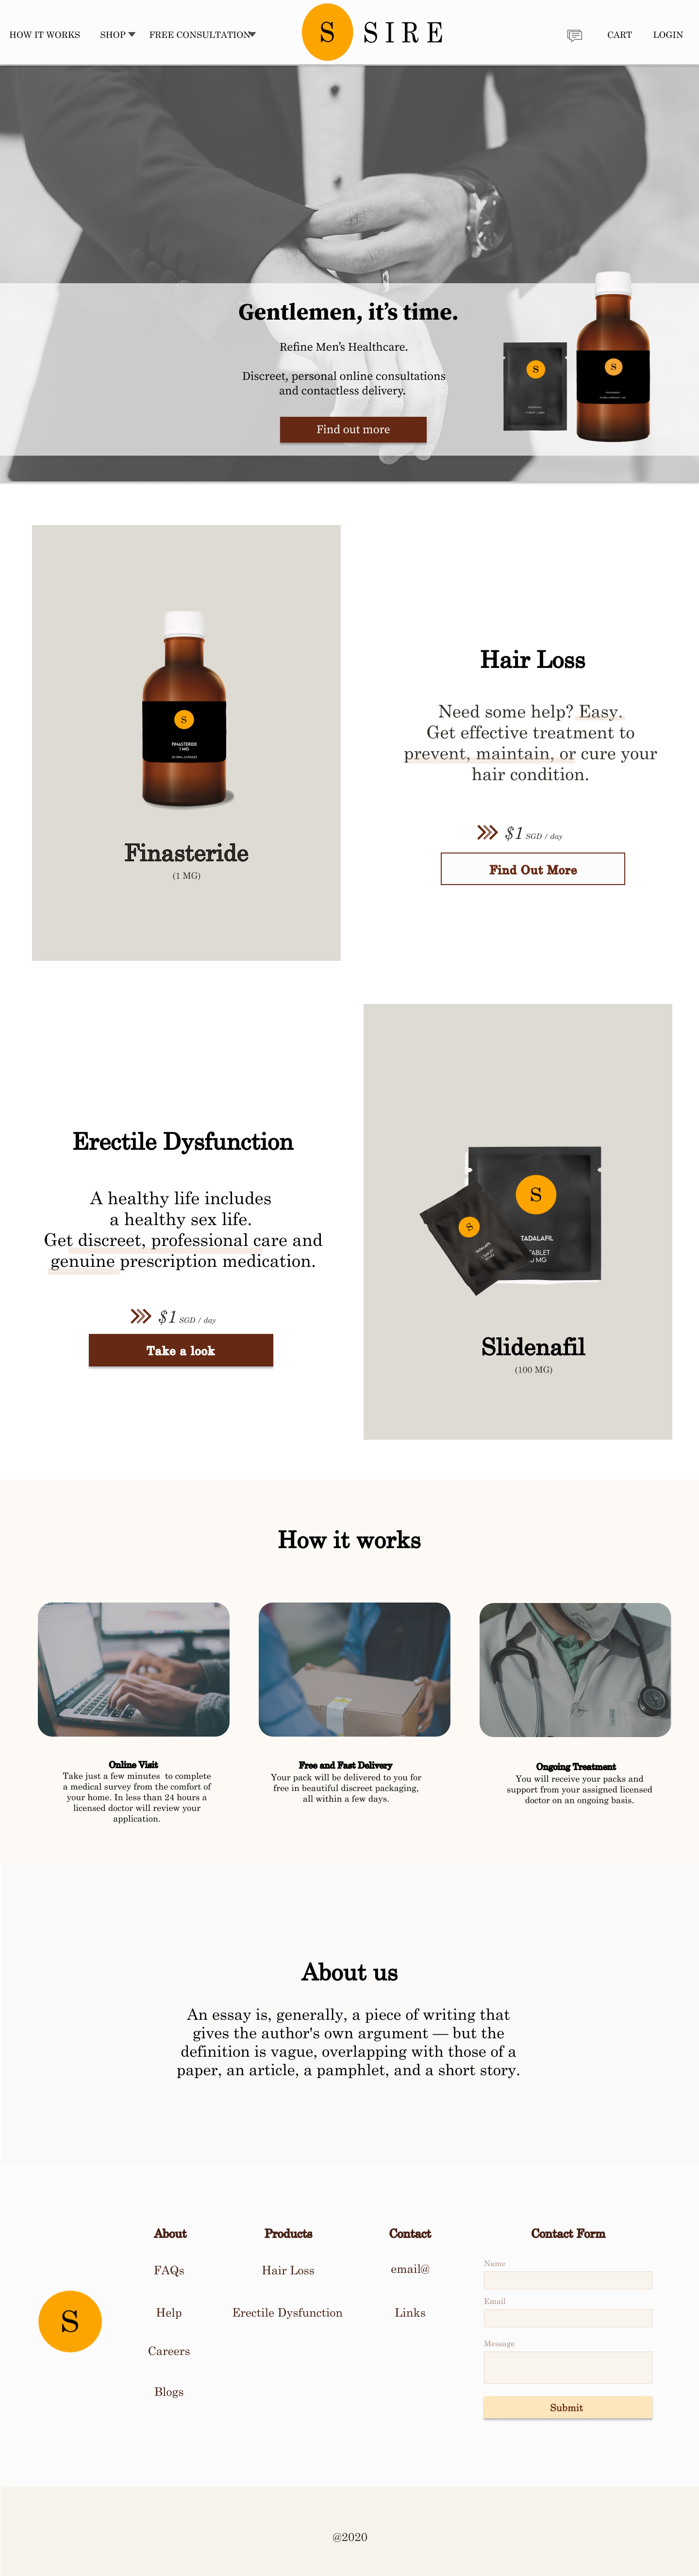 HOW IT WORKS
SHOP
FREE CONSULTATION
S
SIRE
CART
LOGIN
Gentlemen, it's time.
Refine Men's Healthcare.
Discreet, personal online consultations
and contactless delivery.
Find out more
S
S
S
FINASTERIDE
1 MG
Finasteride
(1 MG)
Hair Loss
Need some help? Easy.
Get effective treatment to
prevent, maintain, or cure your
hair condition.
$1 SGD / day
Find Out More
Erectile Dysfunction
A healthy life includes
a healthy sex life.
Get discreet, professional care and
genuine prescription medication.
$1 SGD / day
Take a look
S
S
TADALAFIL
Slidenafil
(100 MG)
How it works
Online Visit
Take just a few minutes to complete
a medical survey from the comfort of
your home. In less than 24 hours a
licensed doctor will review your
application.
Free and Fast Delivery
Your pack will be delivered to you for
free in beautiful discreet packaging,
all within a few days.
Ongoing Treatment
You will receive your packs and
support from your assigned licensed
doctor on an ongoing basis.
About us
An essay is, generally, a piece of writing that
gives the author's own argument — but the
definition is vague, overlapping with those of a
paper, an article, a pamphlet, and a short story.
S
About
FAQs
Help
Careers
Blogs
Products
Hair Loss
Erectile Dysfunction
Contact
email@
Links
Contact Form
Name
Email
Message
Submit
@2020